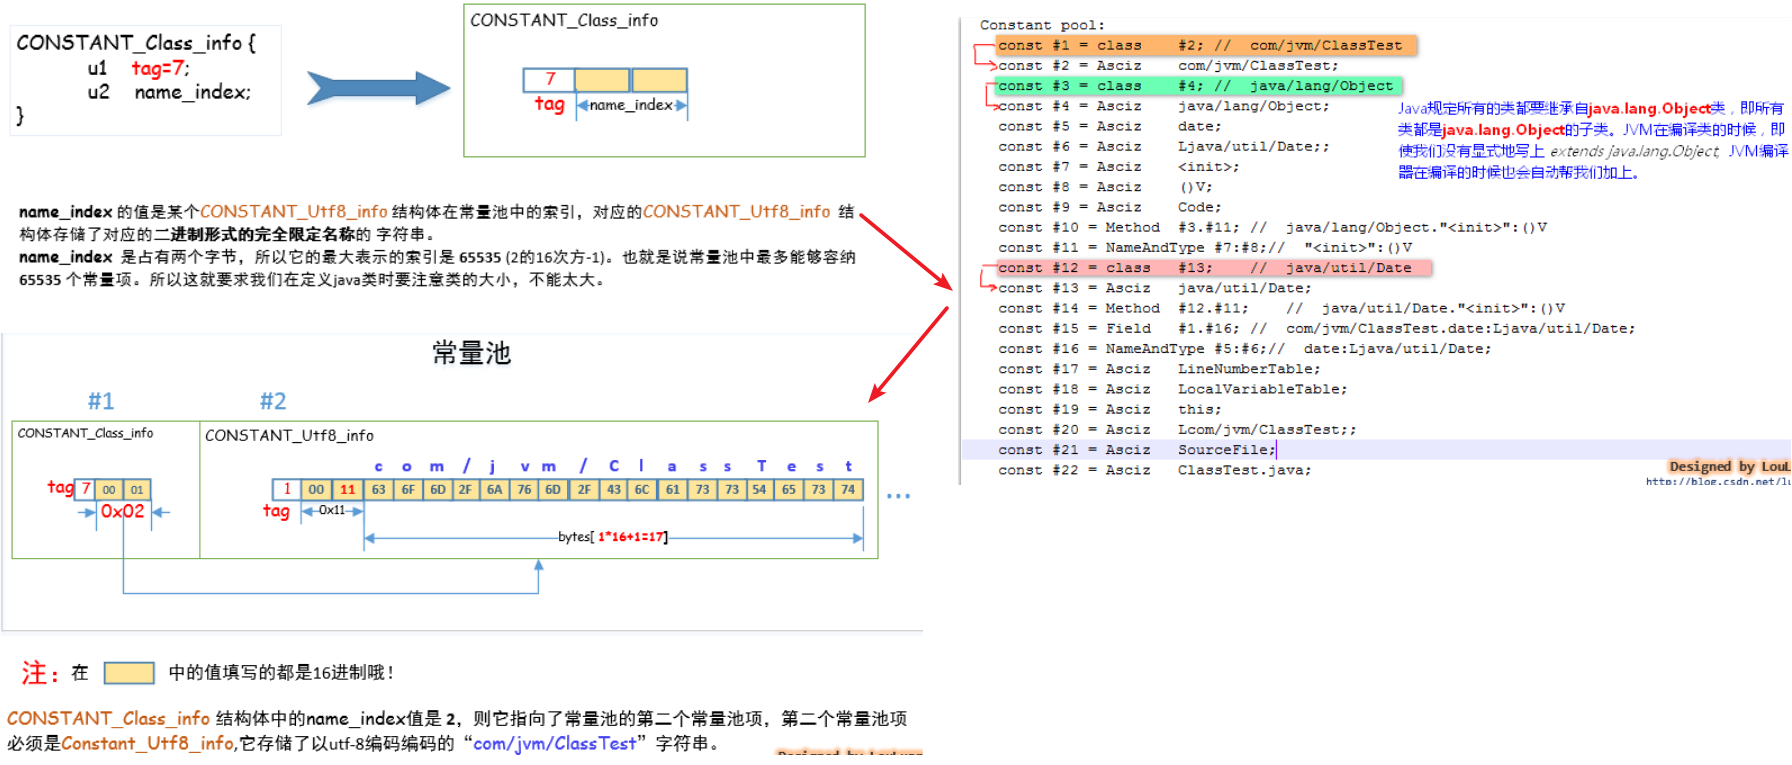 CONSTANT_Class_info {
u1 tag=7;
u2 name_index;
}
CONSTANT_Class_info
7
tag
name_index
name_index 的值是某个CONSTANT_Utf8_info 结构体在常量池中的索引，对应的CONSTANT_Utf8_info 结
构体存储了对应的二进制形式的完全限定名称的 字符串。
name_index 是占有两个字节，所以它的最大表示的索引是 65535 (2的16次方-1)。也就是说常量池中最多能够容纳
65535 个常量项。所以这就要求我们在定义java类时要注意类的大小，不能太大。
常量池
#1 #2
CONSTANT_Class_info
CONSTANT_Utf8_info
c o m / j v m / C l a s s T e s t
tag 7 00 01
0x02
1 00 11 63 6F 6D 2F 6A 76 6D 2F 43 6C 61 73 73 54 65 73 74
tag
0x11
bytes[ 1*16+1=17]
...
注：在 中的值填写的都是16进制哦！
CONSTANT_Class_info 结构体中的name_index值是 2，则它指向了常量池的第二个常量池项，第二个常量池项
必须是Constant_Utf8_info,它存储了以utf-8编码编码的“com/jvm/ClassTest”字符串。
Constant pool:
const #1 = class #2; // com/jvm/ClassTest
const #2 = Asciz com/jvm/ClassTest;
const #3 = class #4; // java/lang/Object
const #4 = Asciz java/lang/Object;
const #5 = Asciz date;
const #6 = Asciz Ljava/util/Date;;
const #7 = Asciz <init>;
const #8 = Asciz ()V;
const #9 = Asciz Code;
const #10 = Method #3.#11; // java/lang/Object."<init>":()V
const #11 = NameAndType #7:#8;// "<init>":()V
const #12 = class #13; // java/util/Date
const #13 = Asciz java/util/Date;
const #14 = Method #12.#11; // java/util/Date."<init>":()V
const #15 = Field #1.#16; // com/jvm/ClassTest.date:Ljava/util/Date;
const #16 = NameAndType #5:#6;// date:Ljava/util/Date;
const #17 = Asciz LineNumberTable;
const #18 = Asciz LocalVariableTable;
const #19 = Asciz this;
const #20 = Asciz Lcom/jvm/ClassTest;;
const #21 = Asciz SourceFile;
const #22 = Asciz ClassTest.java;
Java规定所有的类都要继承自java.lang.Object类，即所有
类都是java.lang.Object的子类。JVM在编译类的时候，即
使我们没有显式地写上 extends java.lang.Object, JVM编译
器在编译的时候也会自动帮我们加上。
Designed by LouL
http://blog.csdn.net/lu